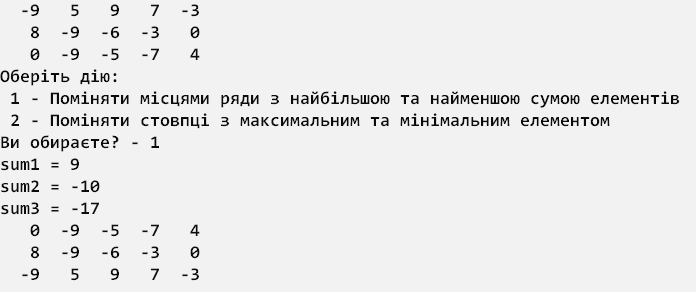 -9 5 9 7 -3
8 -9 -6 -3 0
0 -9 -5 -7 4
Оберіть дію:
1 - Поміняти місцями ряди з найбільшою та найменшою сумою елементів
2 - Поміняти стовпці з максимальним та мінімальним елементом
Ви обираєте? - 1
sum1 = 9
sum2 = -10
sum3 = -17
0 -9 -5 -7 4
8 -9 -6 -3 0
-9 5 9 7 -3